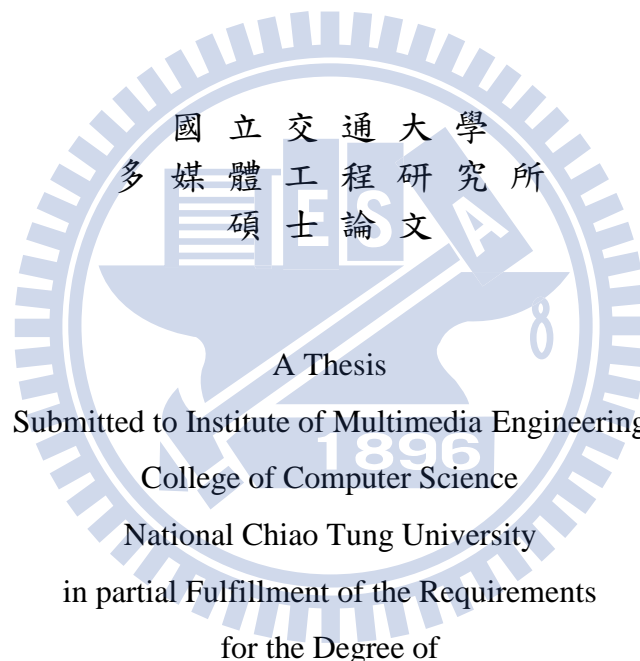 國立交通大學
多媒體工程研究所
碩士論文
E S A
A Thesis
Submitted to Institute of Multimedia Engineering
1896
College of Computer Science
National Chiao Tung University
in partial Fulfillment of the Requirements
for the Degree of